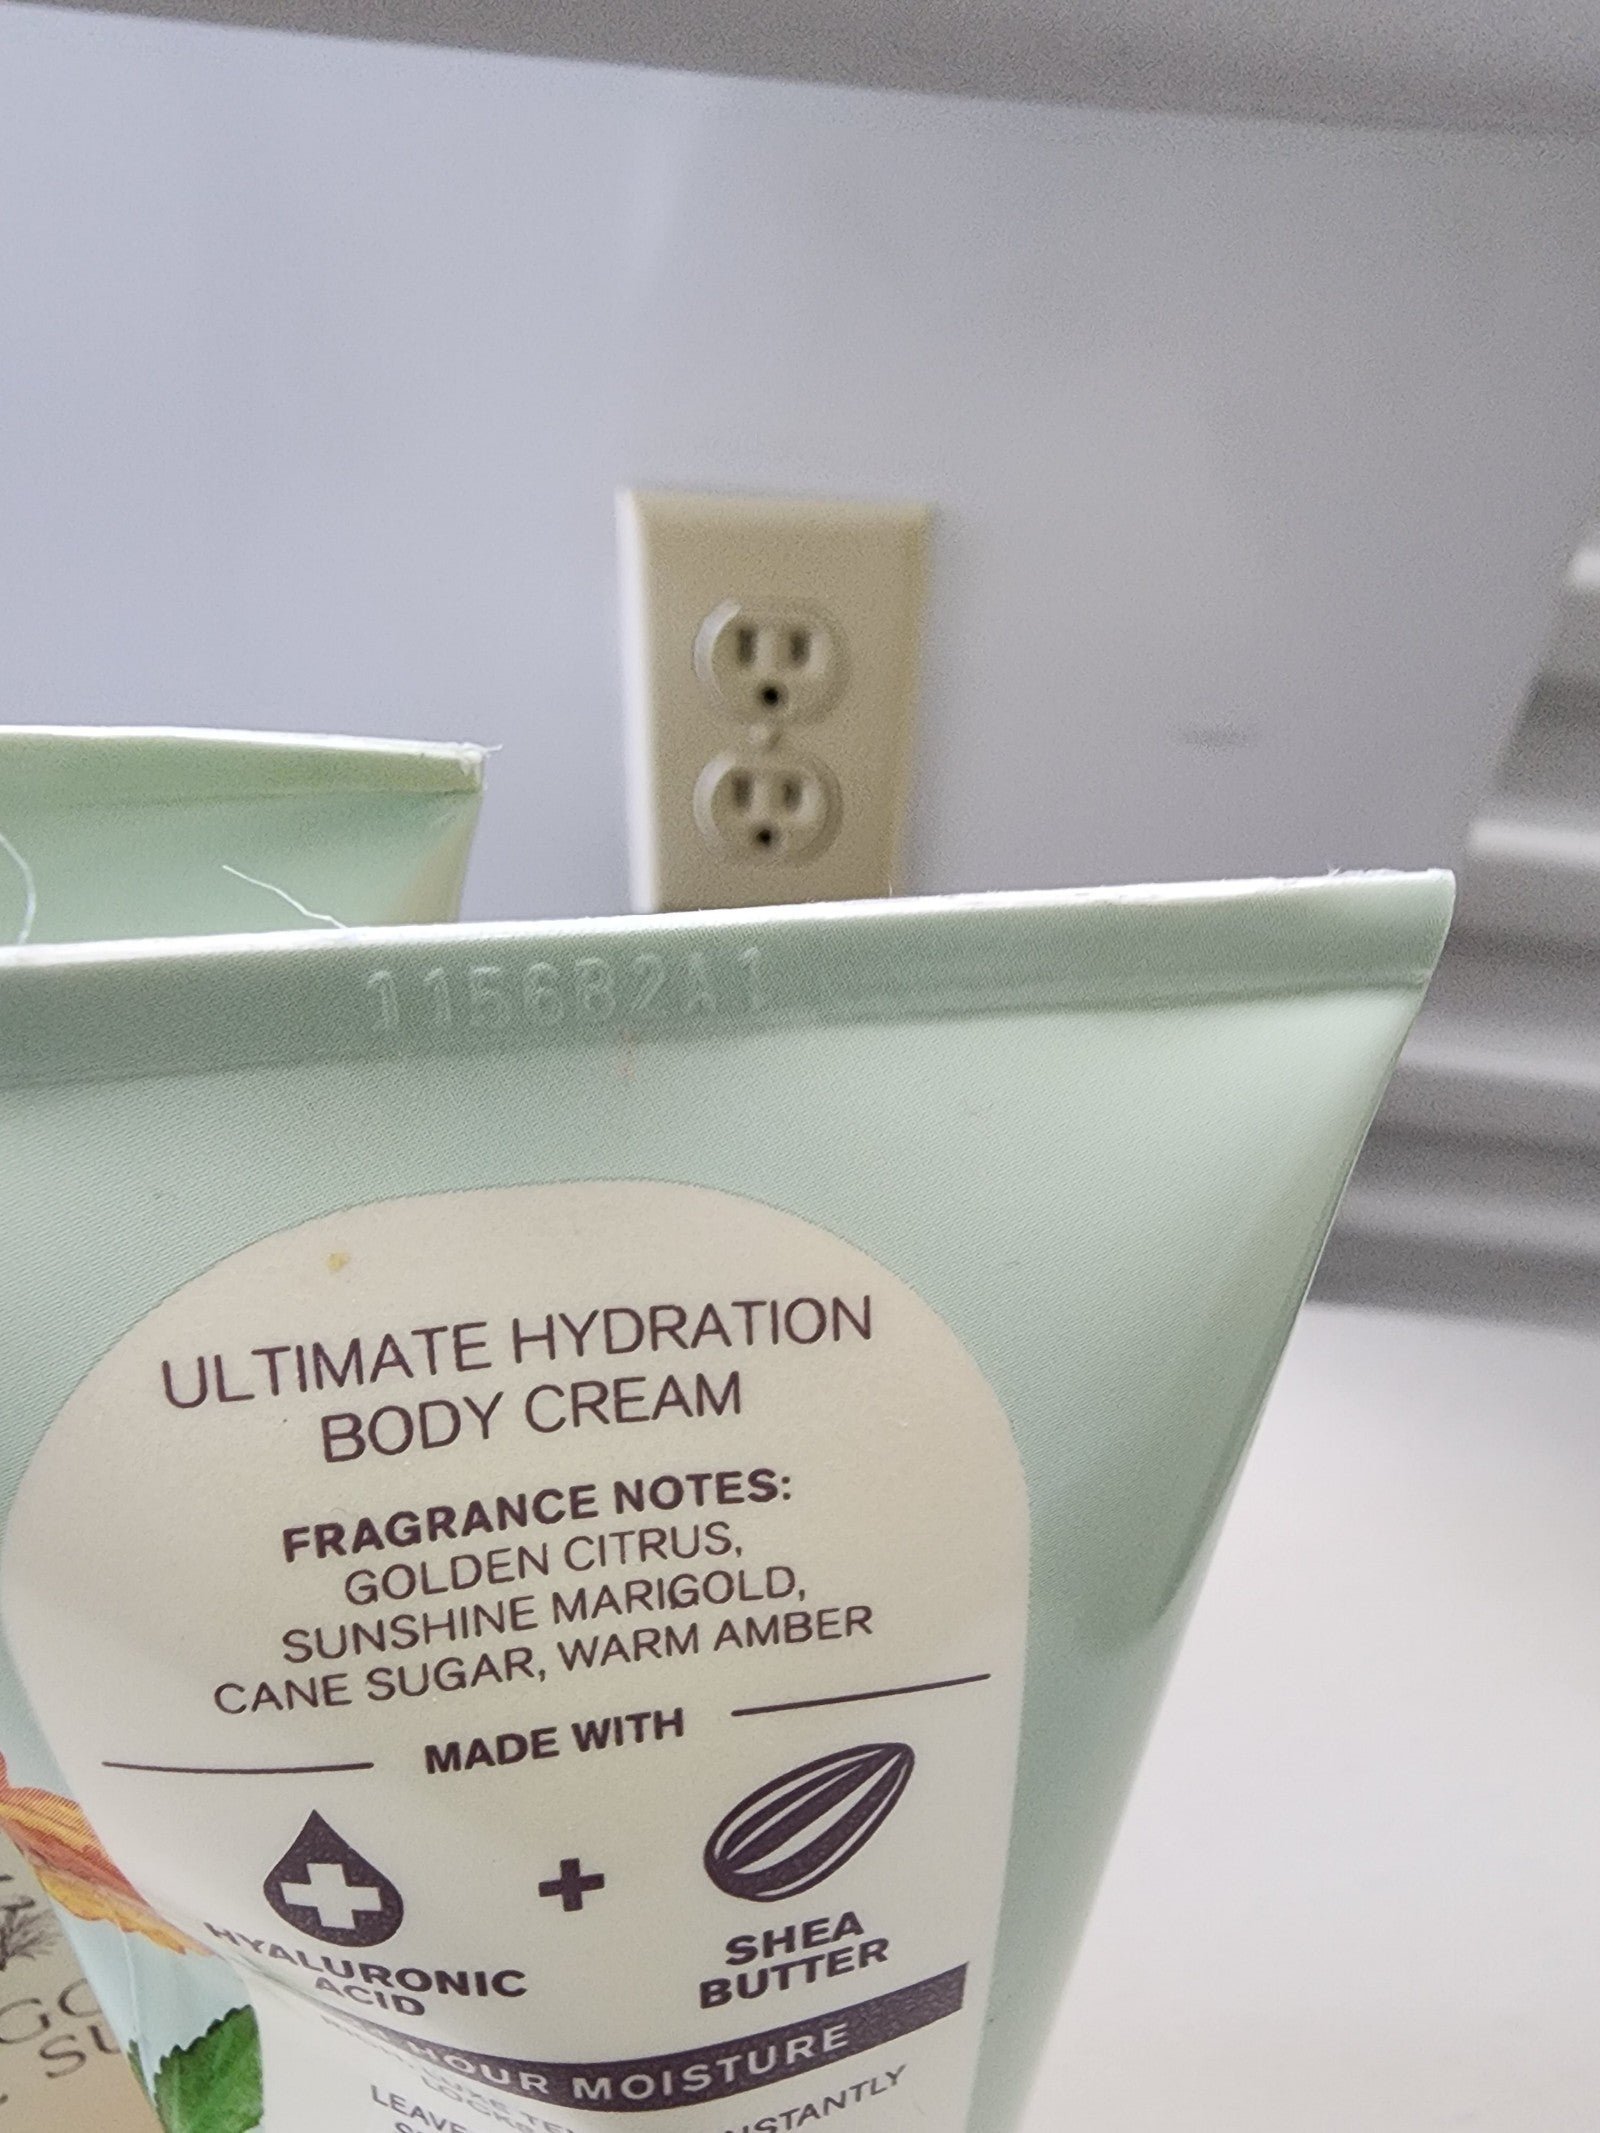 ULTIMATE HYDRATION
BODY CREAM
FRAGRANCE NOTES:
GOLDEN CITRUS,
SUNSHINE MARIGOLD,
CANE SUGAR, WARM AMBER
MADE WITH
HYALURONIC
ACID
+
SHEA
BUTTER
HOUR MOISTURE